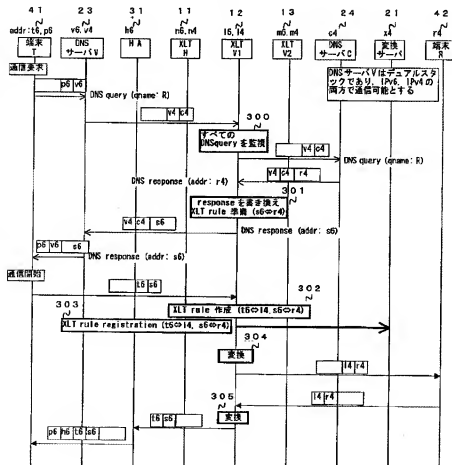 41 23 31 11 12 13 24 21 42
addr:t6,p6 v6,v4 h6 n6,n4 l6,l4 m6,m4 c4 x4 r4
端末 T
DNS サーバV
HA
XLT H
XLT V1
XLT V2
DNS サーバC
変換 サーバ
端末 R
通信要求
p6 v6
DNS query (qname: R)
DNSサーバVはデュアルスタ
ックであり、IPv6、IPv4の
両方で通信可能とする
v4 c4
300
すべての
DNSqueryを監視
v4 c4
DNS query (qname: R)
DNS response (addr: r4)
v4 c4 r4
301
responseを書き換え
XLT rule 準備 (s6⇔r4)
v4 c4 s6
DNS response (addr: s6)
p6 v6 s6
DNS response (addr: s6)
通信開始
t6 s6
302
XLT rule 作成 (t6⇔l4, s6⇔r4)
303
XLT rule registration (t6⇔l4, s6⇔r4)
304
変換
l4 r4
l4 r4
305
変換
t6 s6
p6 h6 t6 s6